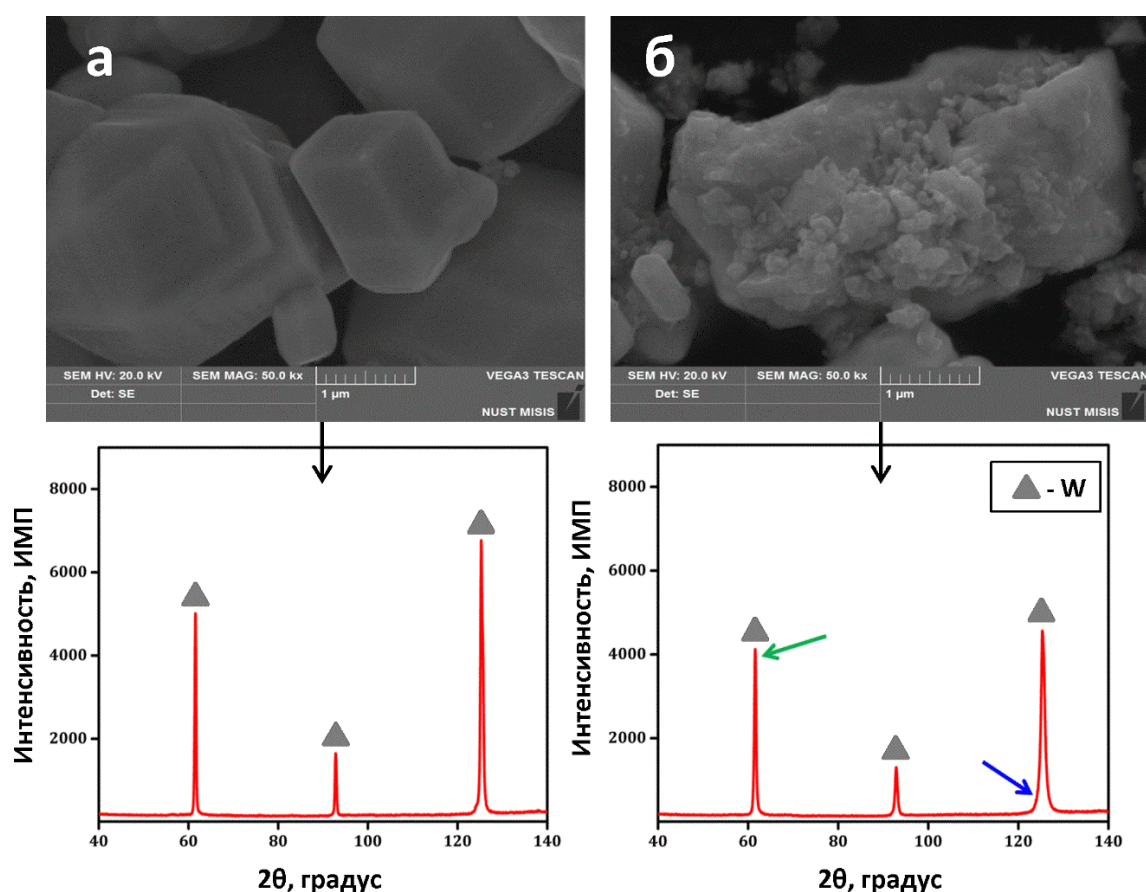 а
SEM HV: 20.0 kV SEM MAG: 50.0 kx VEGA3 TESCAN
Det: SE 1 µm
NUST MISIS
б
SEM HV: 20.0 kV SEM MAG: 50.0 kx VEGA3 TESCAN
Det: SE 1 µm
NUST MISIS
Интенсивность, ИМП
8000
6000
4000
2000
40 60 80 100 120 140
2θ, градус
- W
Интенсивность, ИМП
8000
6000
4000
2000
40 60 80 100 120 140
2θ, градус